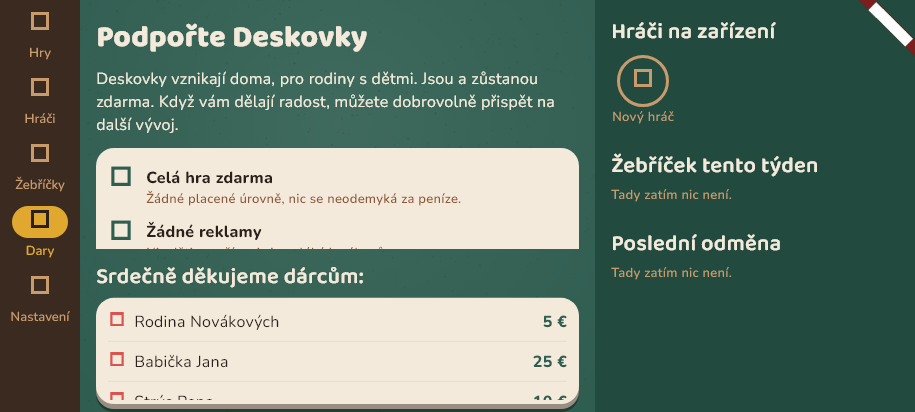 Hry
Hráči
Žebříčky
Dary
Nastavení
Podpořte Deskovky
Deskovky vznikají doma, pro rodiny s dětmi. Jsou a zůstanou
zdarma. Když vám dělají radost, můžete dobrovolně přispět na
další vývoj.
Celá hra zdarma
Žádné placené úrovně, nic se neodemyká za peníze.
Žádné reklamy
Srdečně děkujeme dárcům:
Rodina Novákových 5 €
Babička Jana 25 €
Hráči na zařízení
Nový hráč
Žebříček tento týden
Tady zatím nic není.
Poslední odměna
Tady zatím nic není.